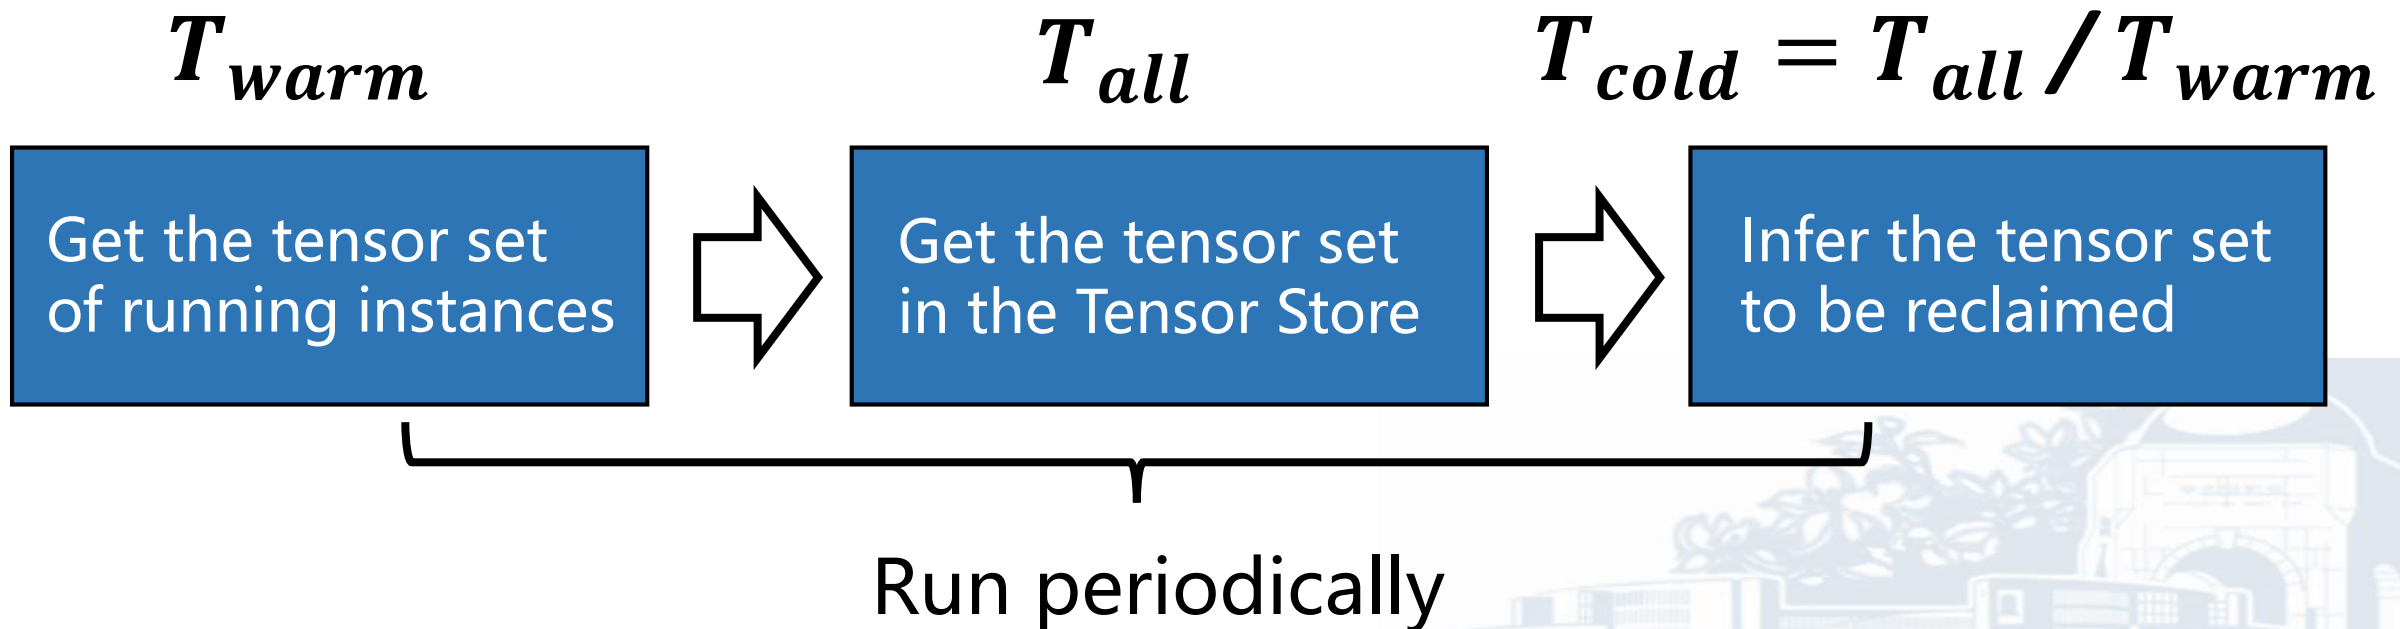 T_warm
T_all
T_cold = T_all / T_warm
Get the tensor set
of running instances
Get the tensor set
in the Tensor Store
Infer the tensor set
to be reclaimed
Run periodically